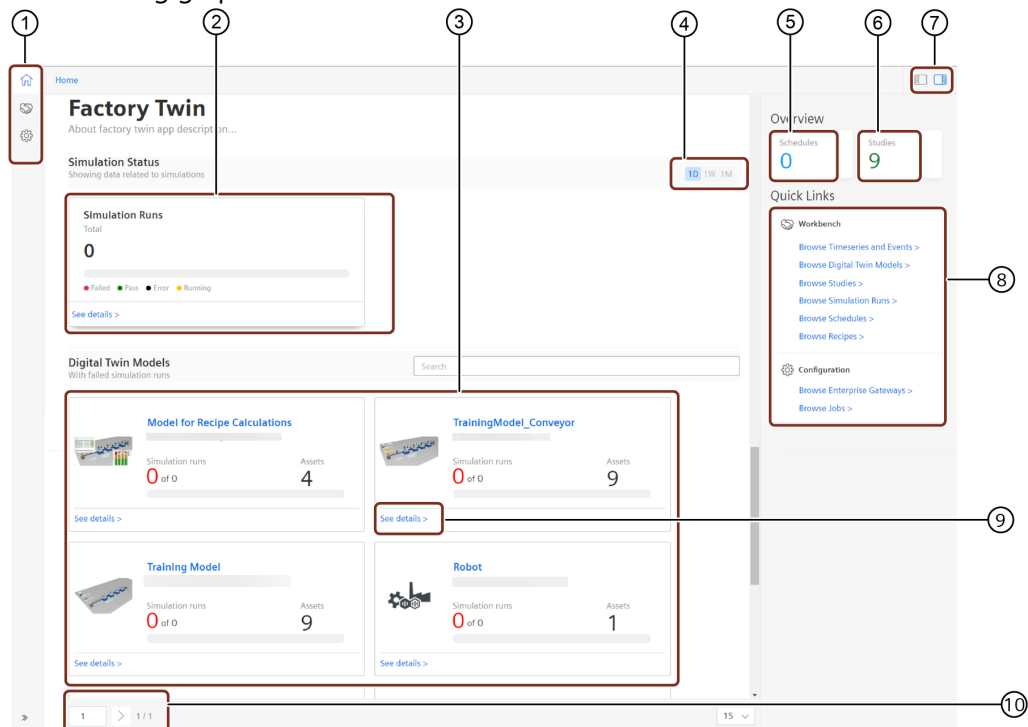 1
2
3
4
5
6
7
Home
Factory Twin
About factory twin app description...
Simulation Status
Showing data related to simulations
1D 1W 1M
Simulation Runs
Total
0
Failed Pass Error Running
See details >
Digital Twin Models
With failed simulation runs
Search
Model for Recipe Calculations
Simulation runs Assets
0 of 0 4
See details >
TrainingModel_Conveyor
Simulation runs Assets
0 of 0 9
See details >
Training Model
Simulation runs Assets
0 of 0 9
See details >
Robot
Simulation runs Assets
0 of 0 1
See details >
1 > 1 / 1
15
Overview
Schedules
0
Studies
9
Quick Links
Workbench
Browse Timeseries and Events >
Browse Digital Twin Models >
Browse Studies >
Browse Simulation Runs >
Browse Schedules >
Browse Recipes >
Configuration
Browse Enterprise Gateways >
Browse Jobs >
8
9
10